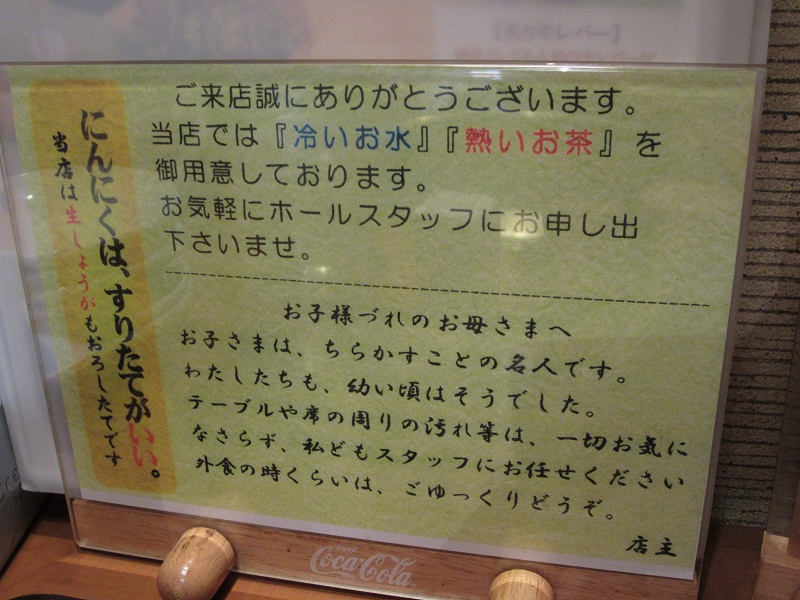 【炙り牛レバー】
ご来店誠にありがとうございます。
当店では『冷いお水』『熱いお茶』を
御用意しております。
お気軽にホールスタッフにお申し出
下さいませ。
にんにくは、すりたてがいい。
当店は生しょうがもおろしたてです
お子様づれのお母さまへ
お子さまは、ちらかすことの名人です。
わたしたちも、幼い頃はそうでした。
テーブルや席の周りの汚れ等は、一切お気に
なさらず、私どもスタッフにお任せください
外食の時くらいは、ごゆっくりどうぞ。
店主
Enjoy
Coca-Cola